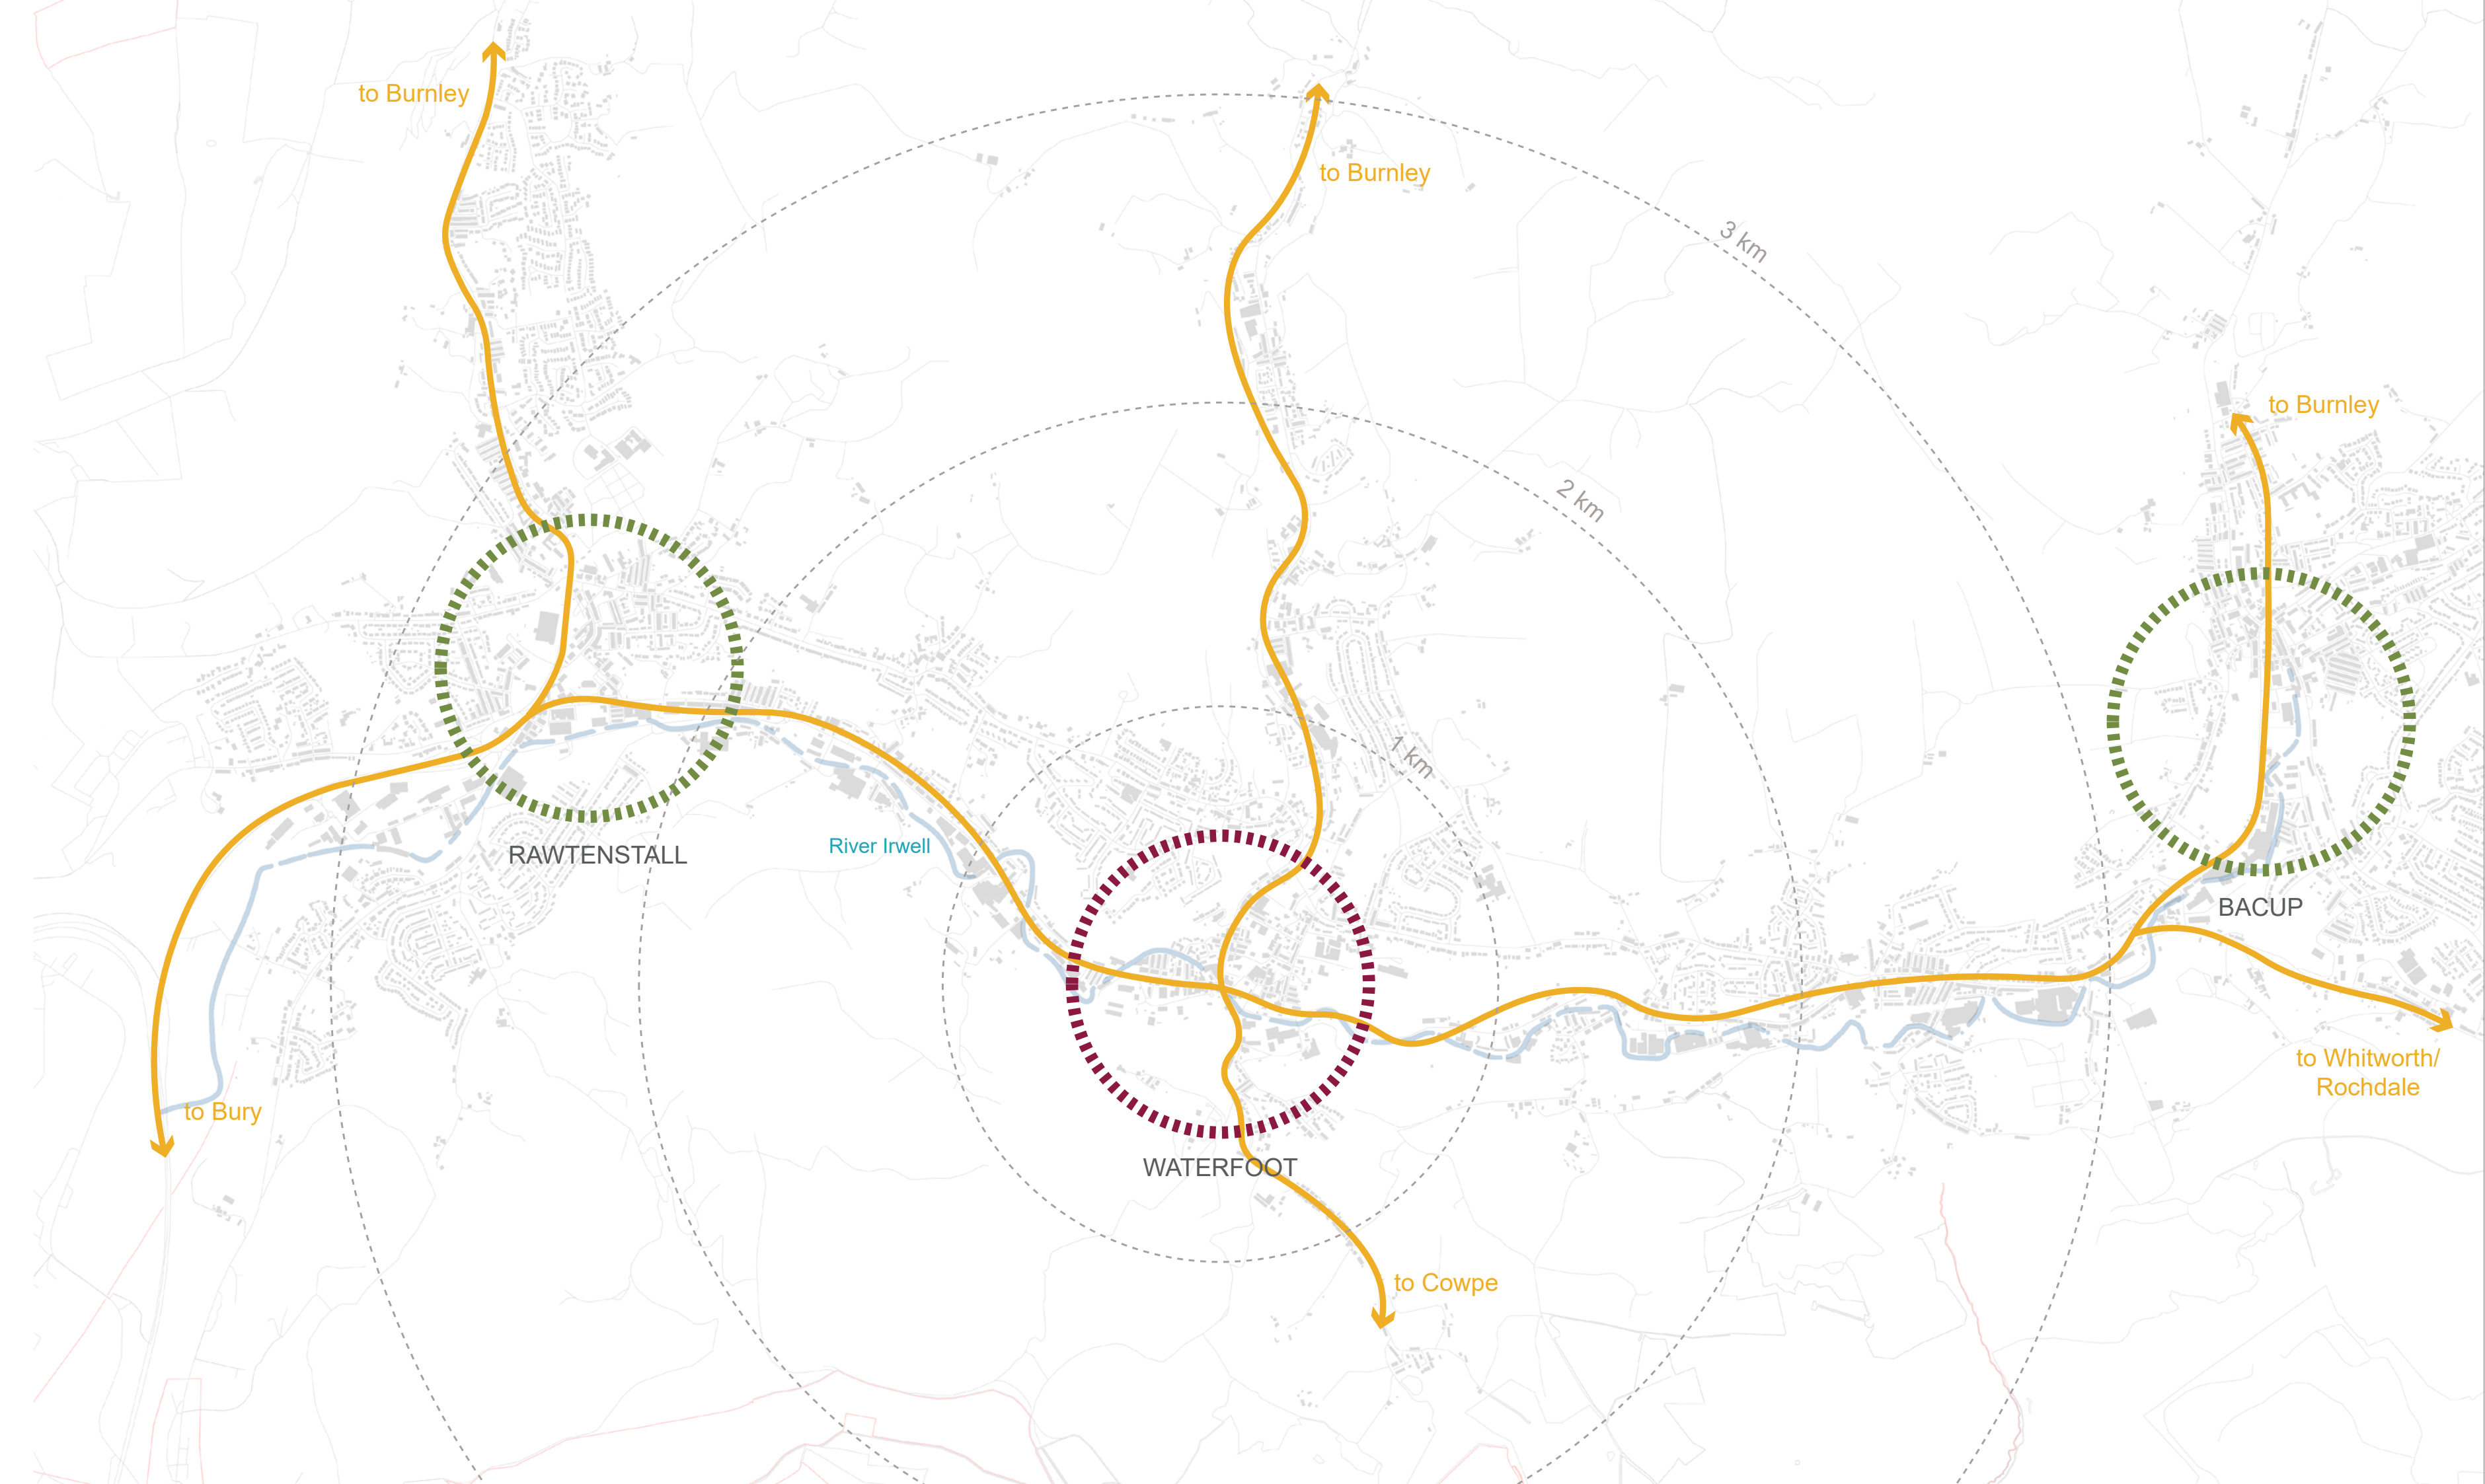 to Burnley
to Burnley
3 km
to Burnley
2 km
1 km
River Irwell
RAWTENSTALL
BACUP
to Whitworth/
Rochdale
to Bury
WATERFOOT
to Cowpe